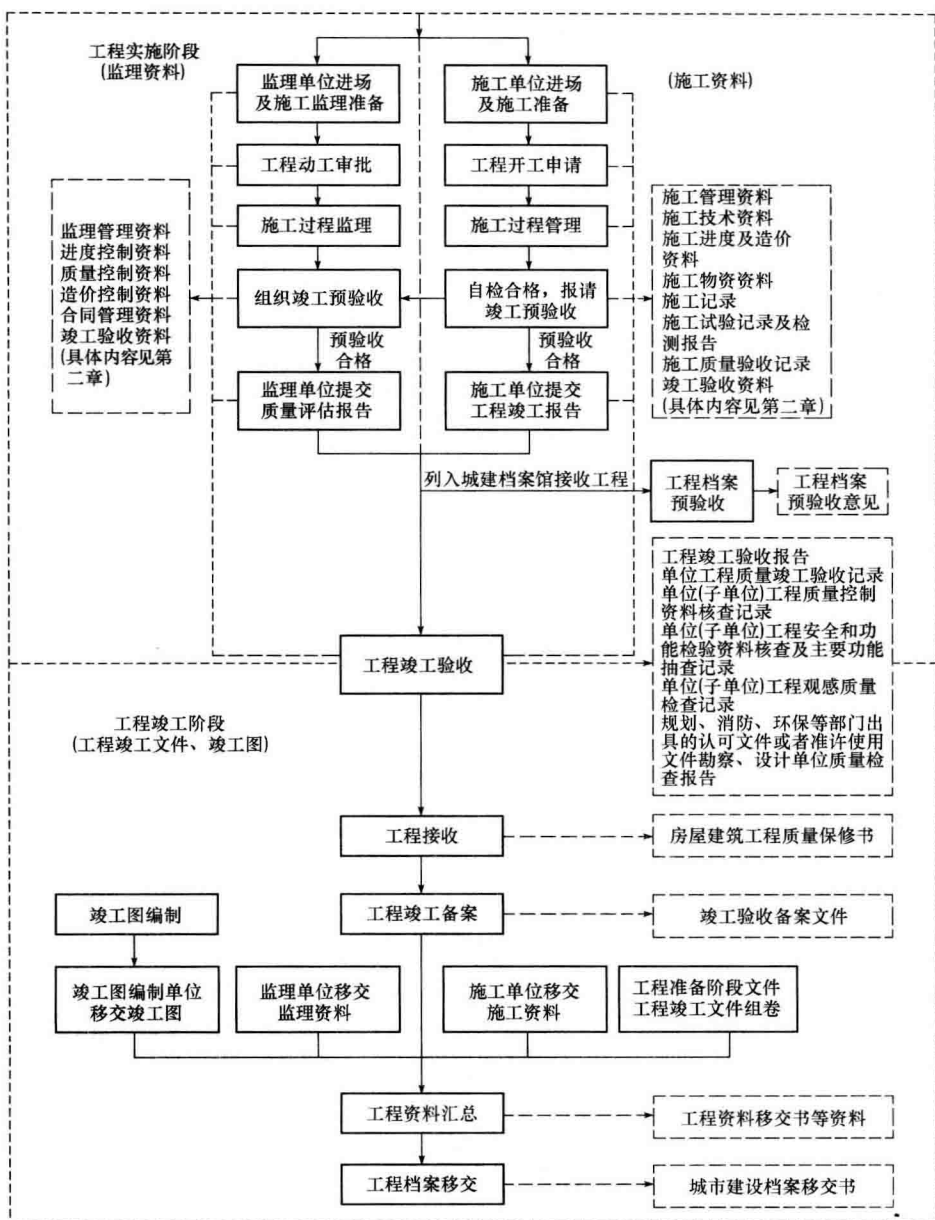 工程实施阶段
(监理资料)
监理单位进场
及施工监理准备
施工单位进场
及施工准备
(施工资料)
工程动工审批
工程开工申请
施工过程监理
施工过程管理
监理管理资料
进度控制资料
质量控制资料
造价控制资料
合同管理资料
竣工验收资料
(具体内容见第
二章)
组织竣工预验收
自检合格，报请
竣工预验收
施工管理资料
施工技术资料
施工进度及造价
资料
施工物资资料
施工记录
施工试验记录及检
测报告
施工质量验收记录
竣工验收资料
(具体内容见第二章)
预验收
合格
预验收
合格
监理单位提交
质量评估报告
施工单位提交
工程竣工报告
列入城建档案馆接收工程
工程档案
预验收
工程档案
预验收意见
工程竣工验收
工程竣工验收报告
单位工程质量竣工验收记录
单位(子单位)工程质量控制
资料核查记录
单位(子单位)工程安全和功
能检验资料核查及主要功能
抽查记录
单位(子单位)工程观感质量
检查记录
规划、消防、环保等部门出
具的认可文件或者准许使用
文件勘察、设计单位质量检
查报告
工程竣工阶段
(工程竣工文件、竣工图)
工程接收
房屋建筑工程质量保修书
竣工图编制
工程竣工备案
竣工验收备案文件
竣工图编制单位
移交竣工图
监理单位移交
监理资料
施工单位移交
施工资料
工程准备阶段文件
工程竣工文件组卷
工程资料汇总
工程资料移交书等资料
工程档案移交
城市建设档案移交书